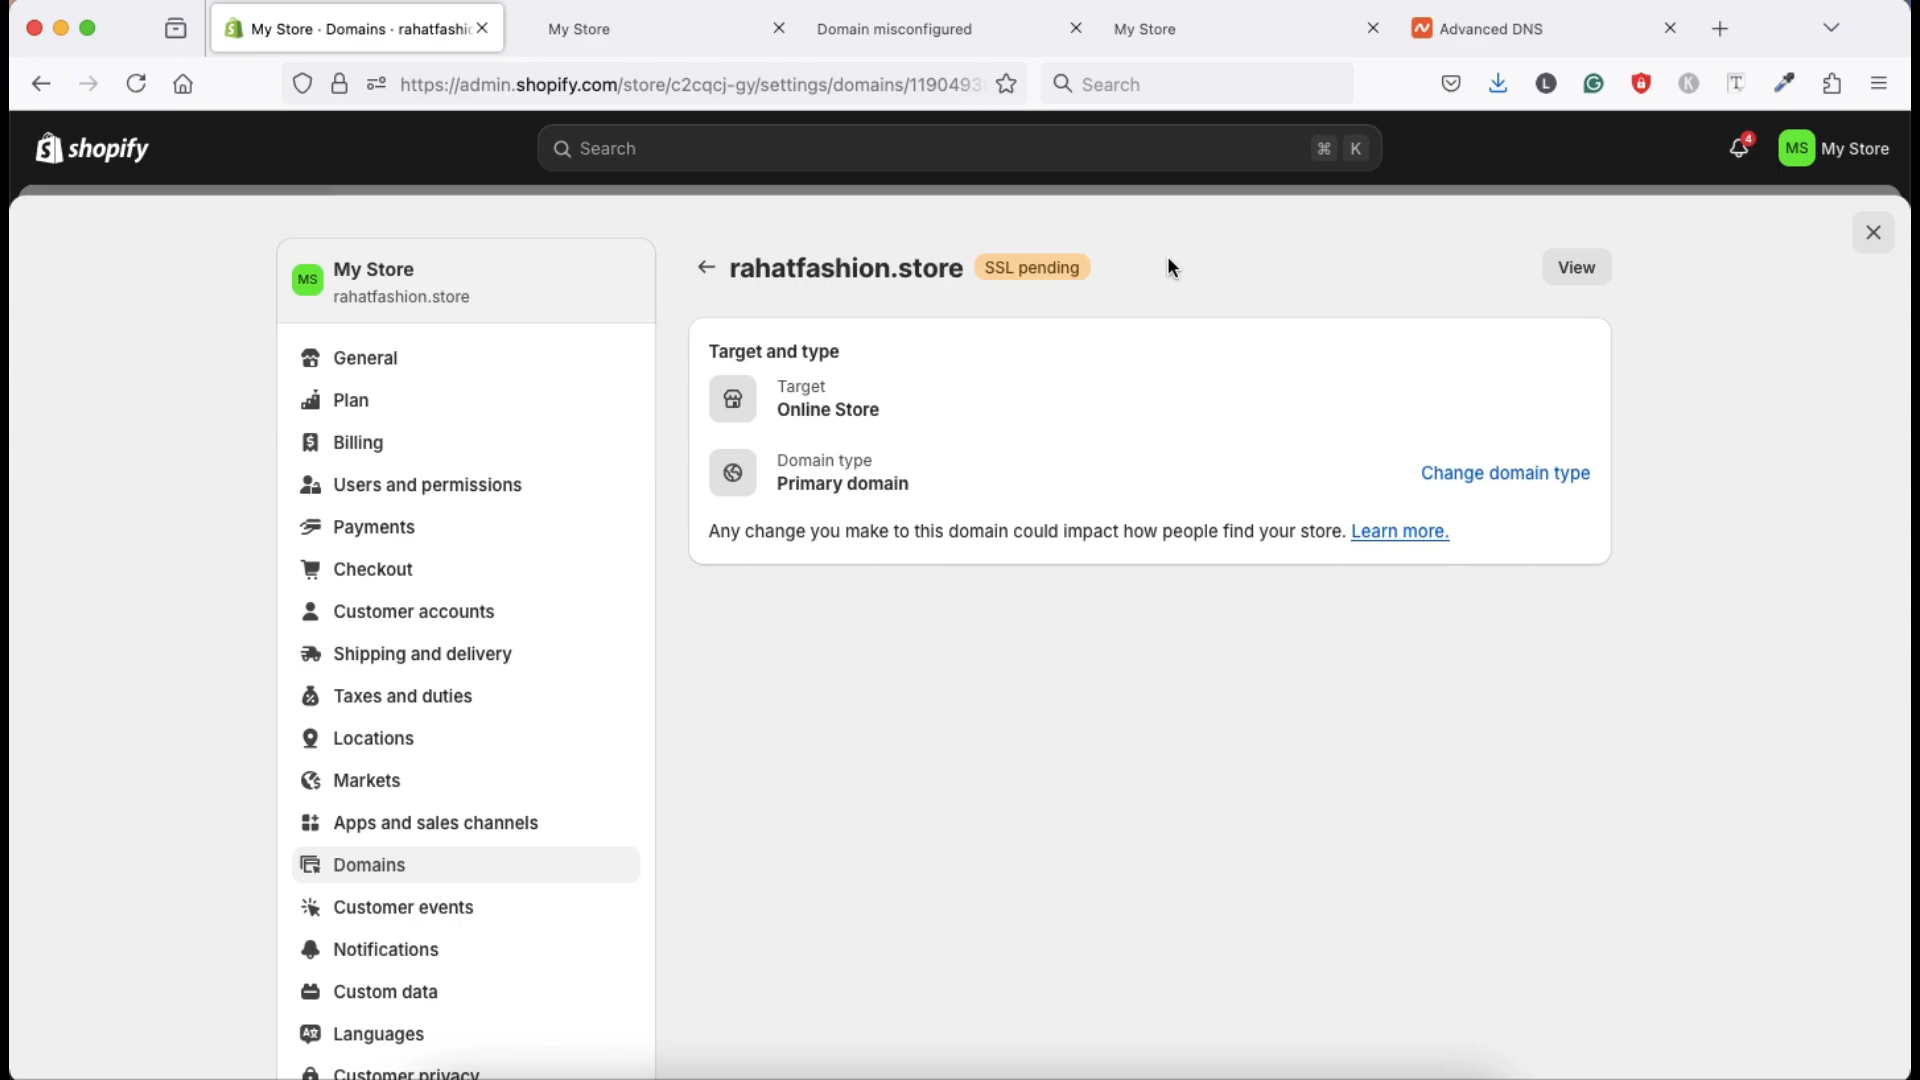 My Store · Domains · rahatfashic
My Store
Domain misconfigured
My Store
Advanced DNS
https://admin.shopify.com/store/c2cqcj-gy/settings/domains/1190493
Search
L
G
K
T
shopify
Search
⌘ K
4
MS My Store
MS
My Store
rahatfashion.store
General
Plan
Billing
Users and permissions
Payments
Checkout
Customer accounts
Shipping and delivery
Taxes and duties
Locations
Markets
Apps and sales channels
Domains
Customer events
Notifications
Custom data
Languages
Customer privacy
rahatfashion.store SSL pending
View
Target and type
Target
Online Store
Domain type
Primary domain
Change domain type
Any change you make to this domain could impact how people find your store. Learn more.